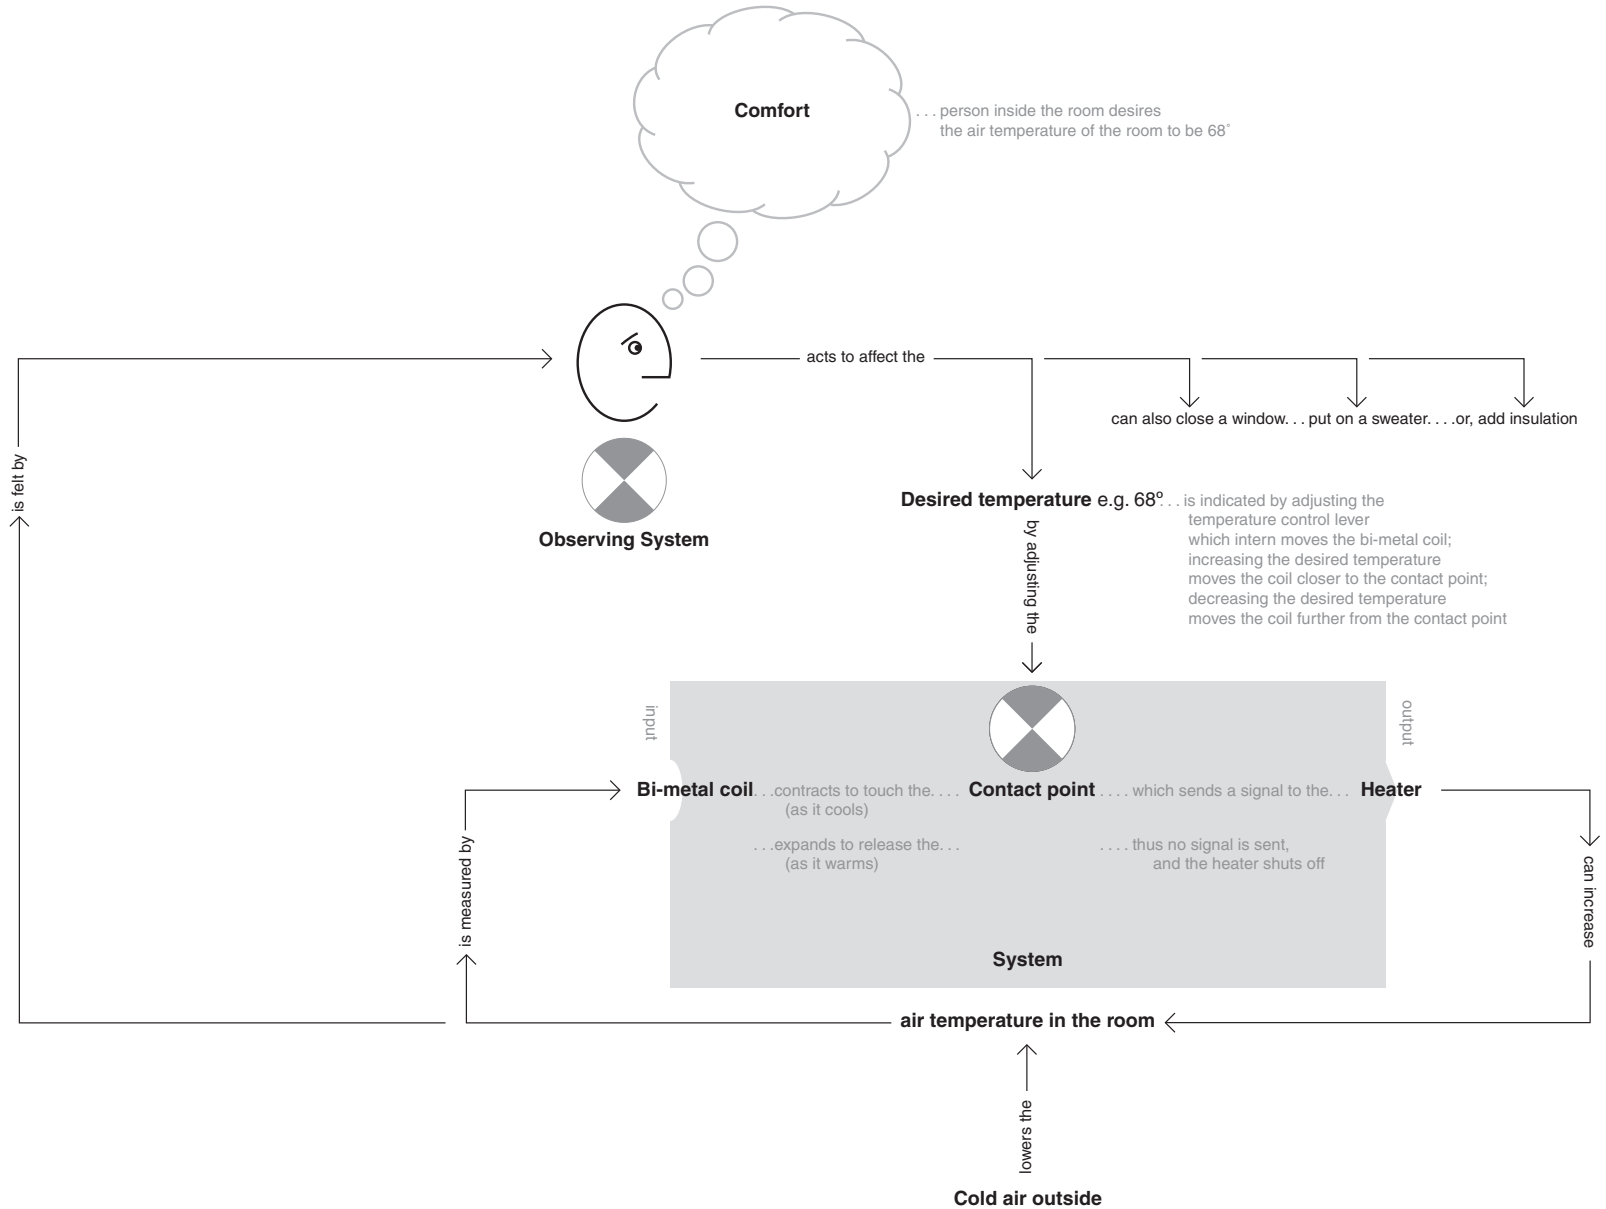 Comfort
. . . person inside the room desires
the air temperature of the room to be 68°
acts to affect the
can also close a window. . . put on a sweater. . . .or, add insulation
is felt by
Observing System
Desired temperature e.g. 68º. . . is indicated by adjusting the
temperature control lever
which intern moves the bi-metal coil;
increasing the desired temperature
moves the coil closer to the contact point;
decreasing the desired temperature
moves the coil further from the contact point
by adjusting the
input
output
Bi-metal coil. . .contracts to touch the. . . . Contact point . . . . which sends a signal to the. . . Heater
(as it cools)
. . .expands to release the. . .
(as it warms)
. . . . thus no signal is sent,
and the heater shuts off
is measured by
can increase
System
air temperature in the room
lowers the
Cold air outside